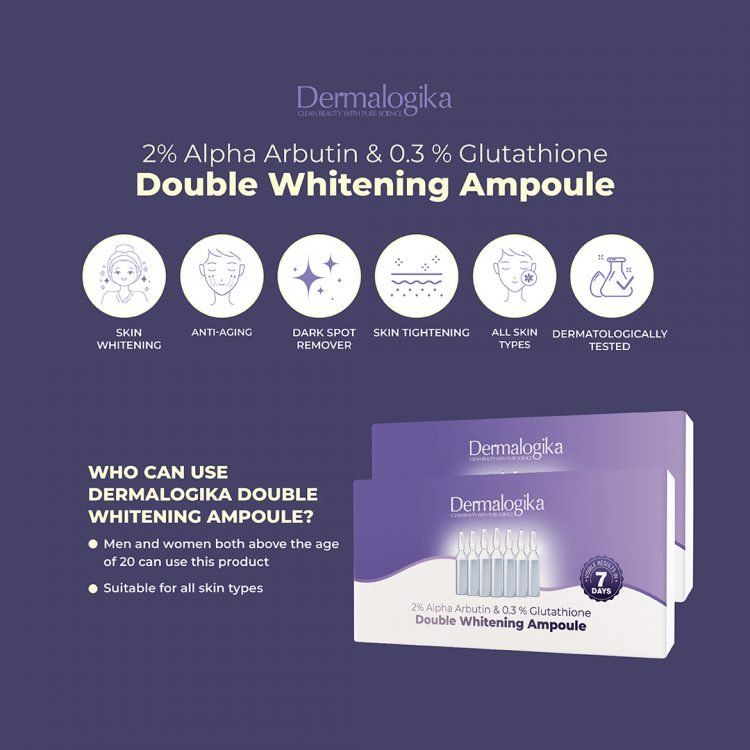 Dermalogika
CLEAN BEAUTY WITH PURE SCIENCE
2% Alpha Arbutin & 0.3 % Glutathione
Double Whitening Ampoule
SKIN
WHITENING
ANTI-AGING
DARK SPOT
REMOVER
SKIN TIGHTENING
ALL SKIN
TYPES
DERMATOLOGICALLY
TESTED
WHO CAN USE
DERMALOGIKA DOUBLE
WHITENING AMPOULE?
Men and women both above the age
of 20 can use this product
Suitable for all skin types
Dermalogika
CLEAN BEAUTY WITH PURE SCIENCE
Dermalogika
CLEAN BEAUTY WITH PURE SCIENCE
VISIBLE RESULTS IN
7
DAYS
2% Alpha Arbutin & 0.3 % Glutathione
Double Whitening Ampoule